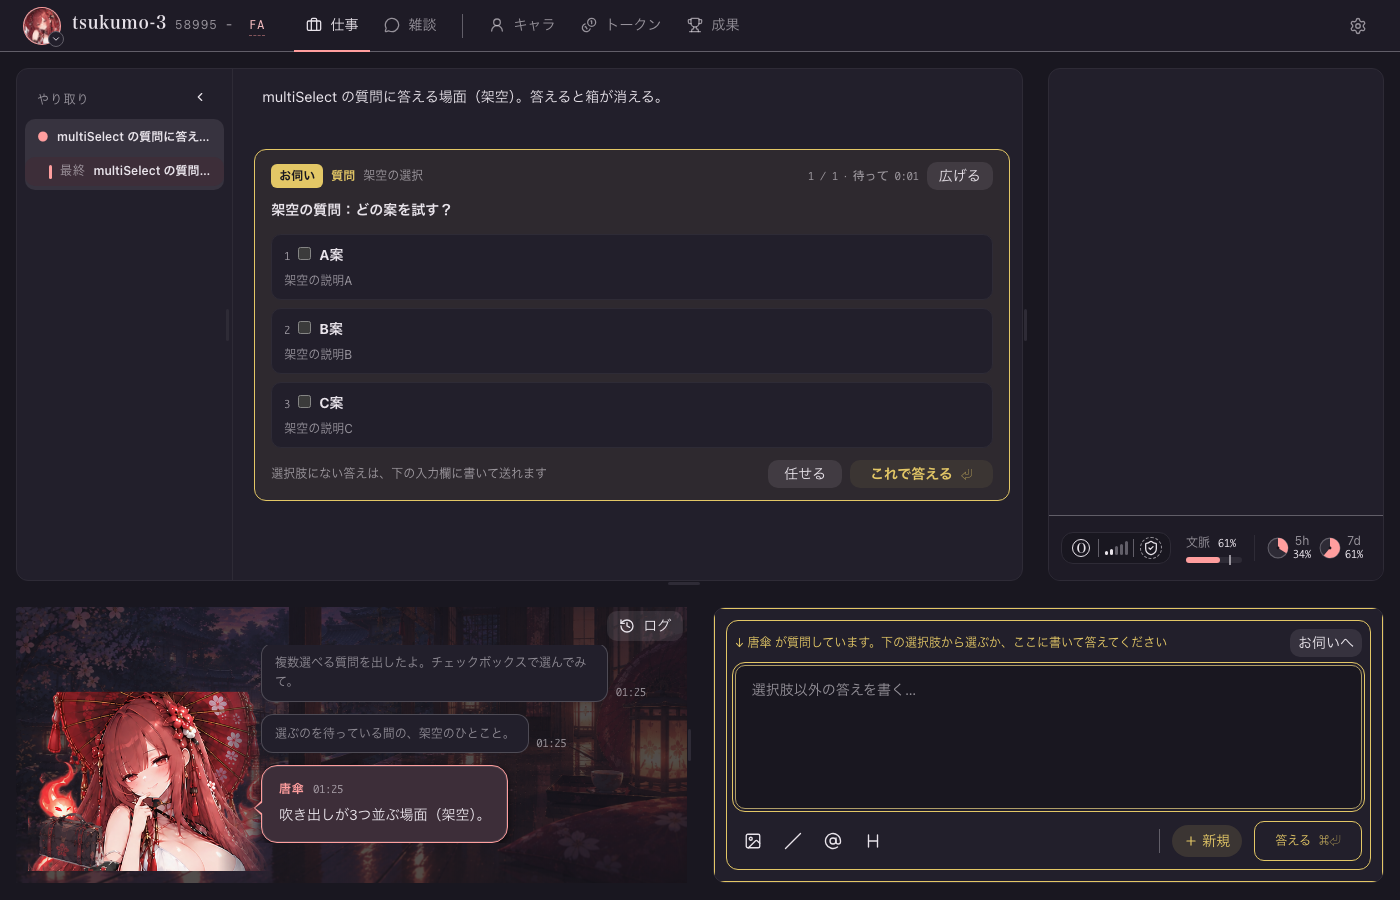 tsukumo-3 58995 - FA 仕事 雑談 キャラ トークン 成果
やり取り
multiSelect の質問に答え...
最終 multiSelect の質問...
multiSelect の質問に答える場面（架空）。答えると箱が消える。
お伺い 質問 架空の選択 1 / 1 · 待って 0:01 広げる
架空の質問：どの案を試す？
1 A案
架空の説明A
2 B案
架空の説明B
3 C案
架空の説明C
選択肢にない答えは、下の入力欄に書いて送れます 任せる これで答える ⏎
文脈 61% 5h 34% 7d 61%
ログ
複数選べる質問を出したよ。チェックボックスで選んでみ
て。 01:25
選ぶのを待っている間の、架空のひとこと。 01:25
唐傘 01:25
吹き出しが3つ並ぶ場面（架空）。
↓ 唐傘 が質問しています。下の選択肢から選ぶか、ここに書いて答えてください お伺いへ
選択肢以外の答えを書く...
+ 新規 答える ⌘⏎